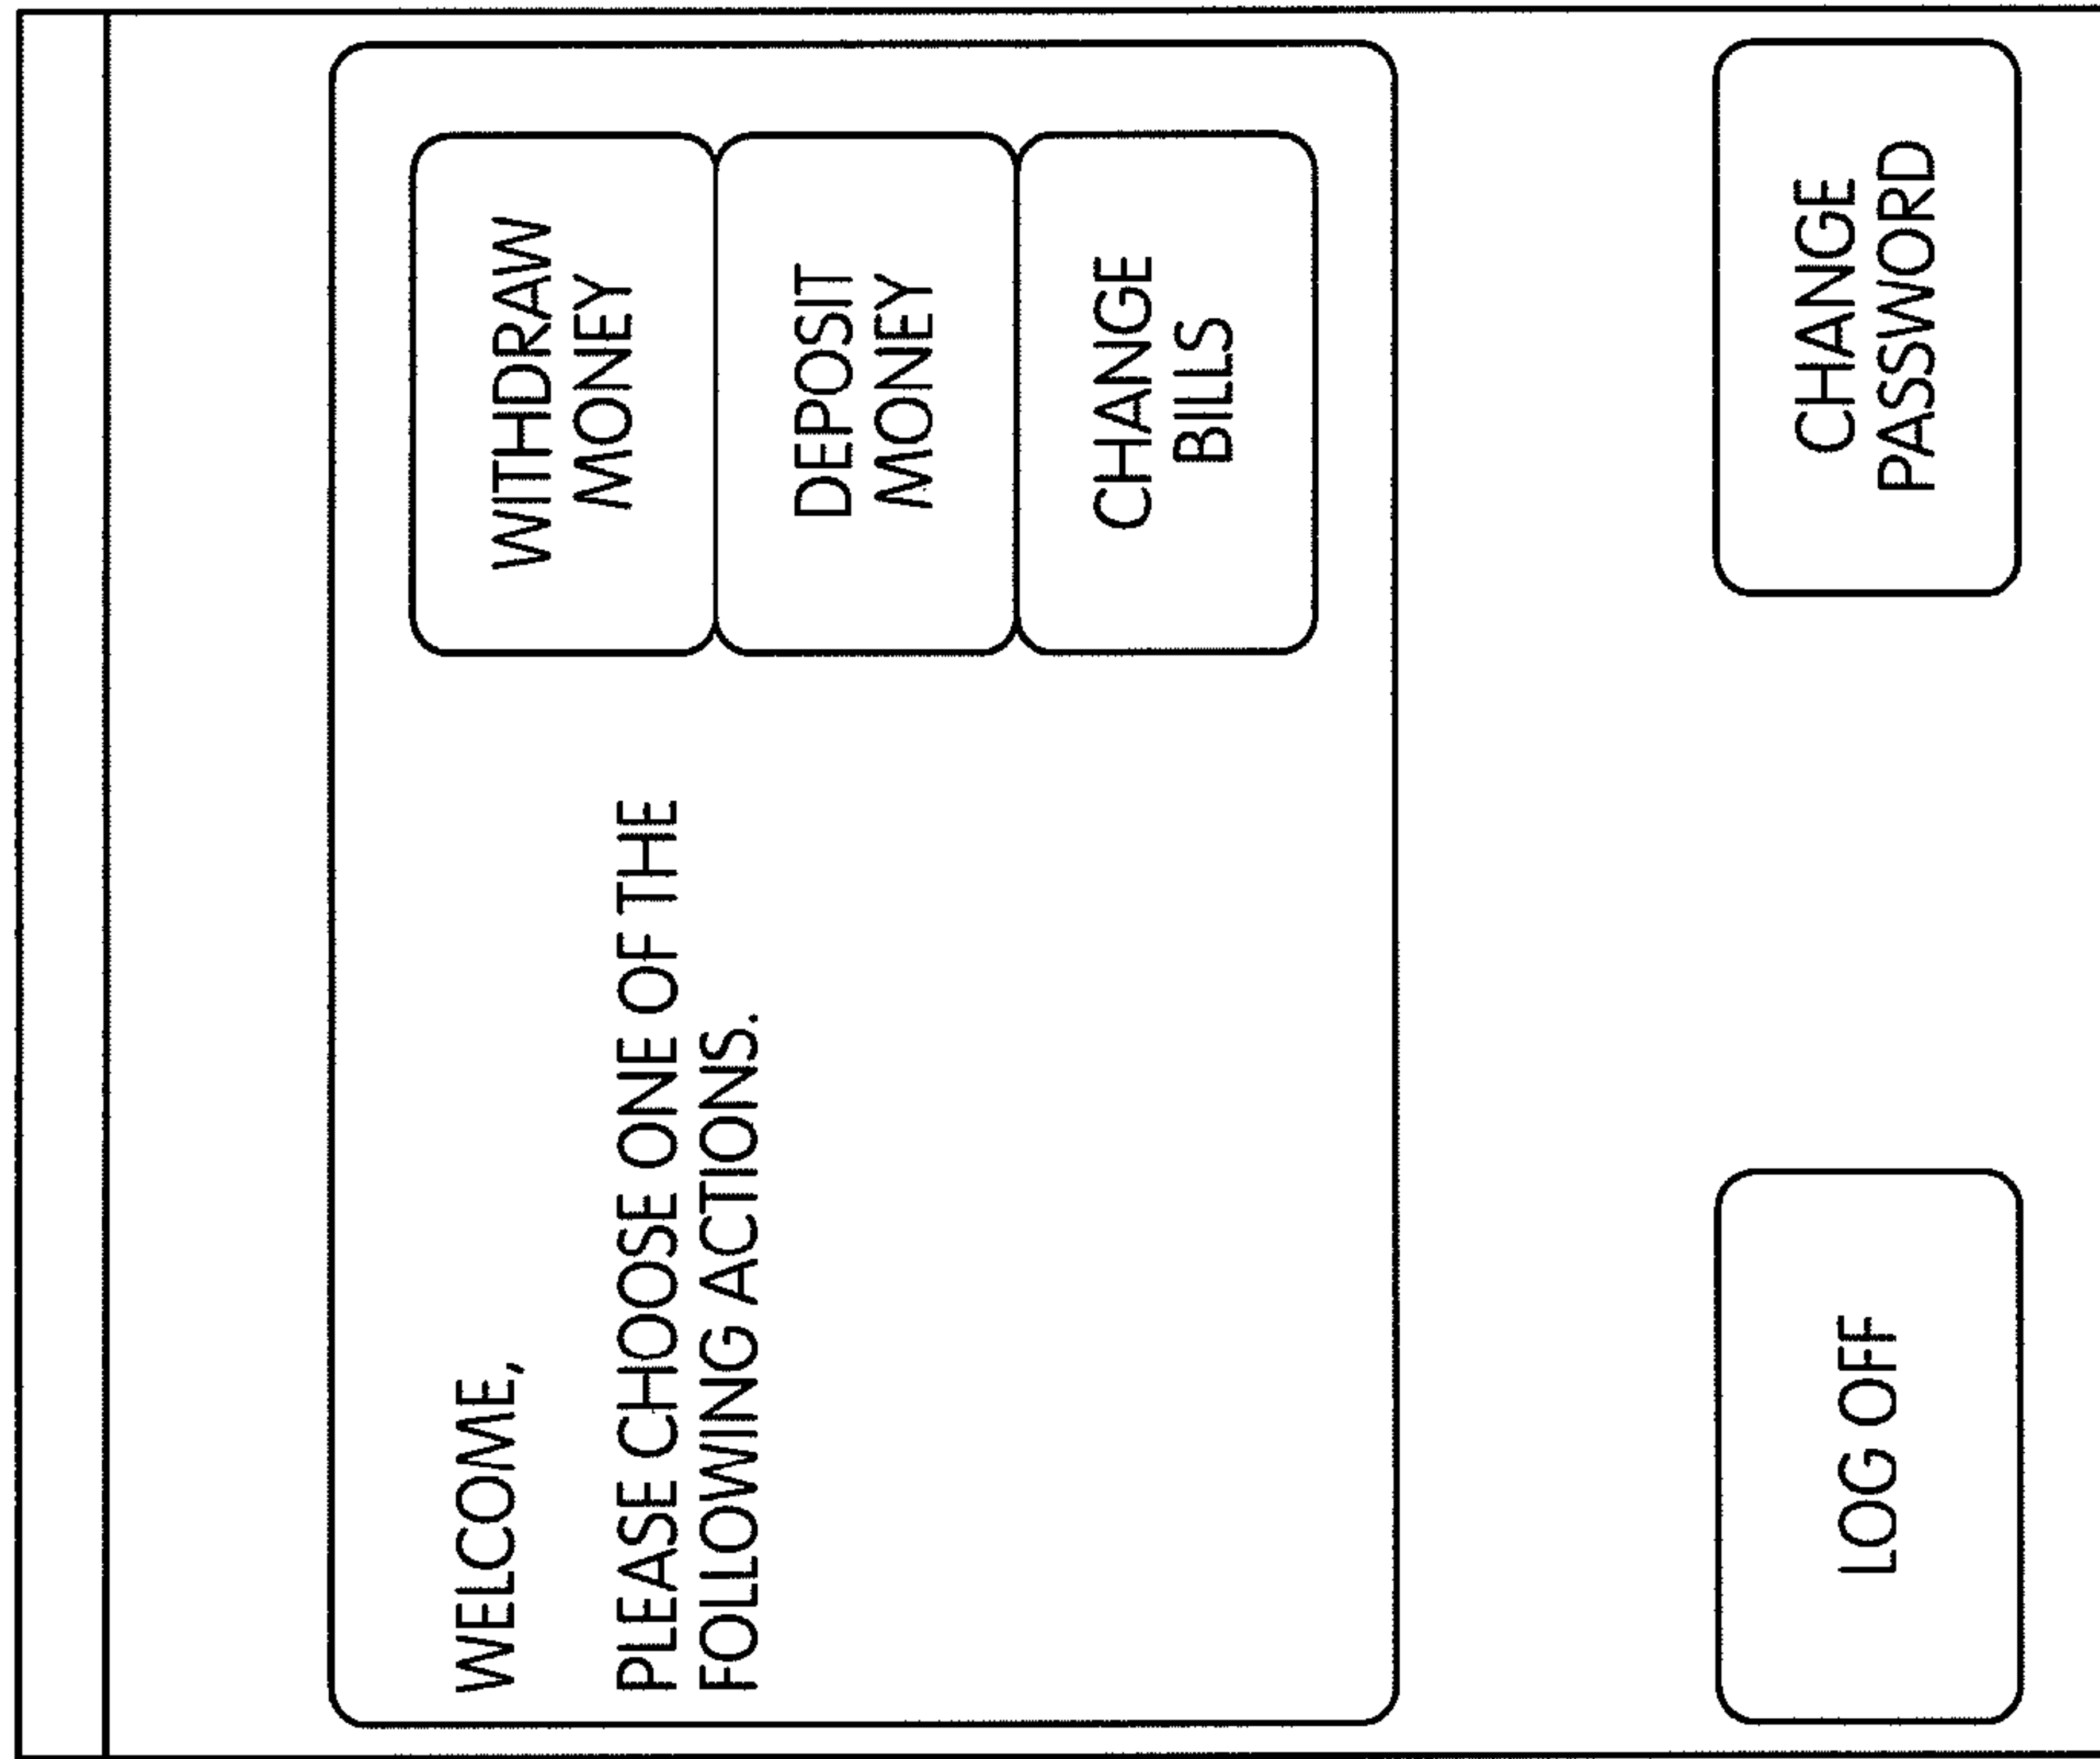 WELCOME,
PLEASE CHOOSE ONE OF THE
FOLLOWING ACTIONS.
WITHDRAW
MONEY
DEPOSIT
MONEY
CHANGE
BILLS
LOG OFF
CHANGE
PASSWORD